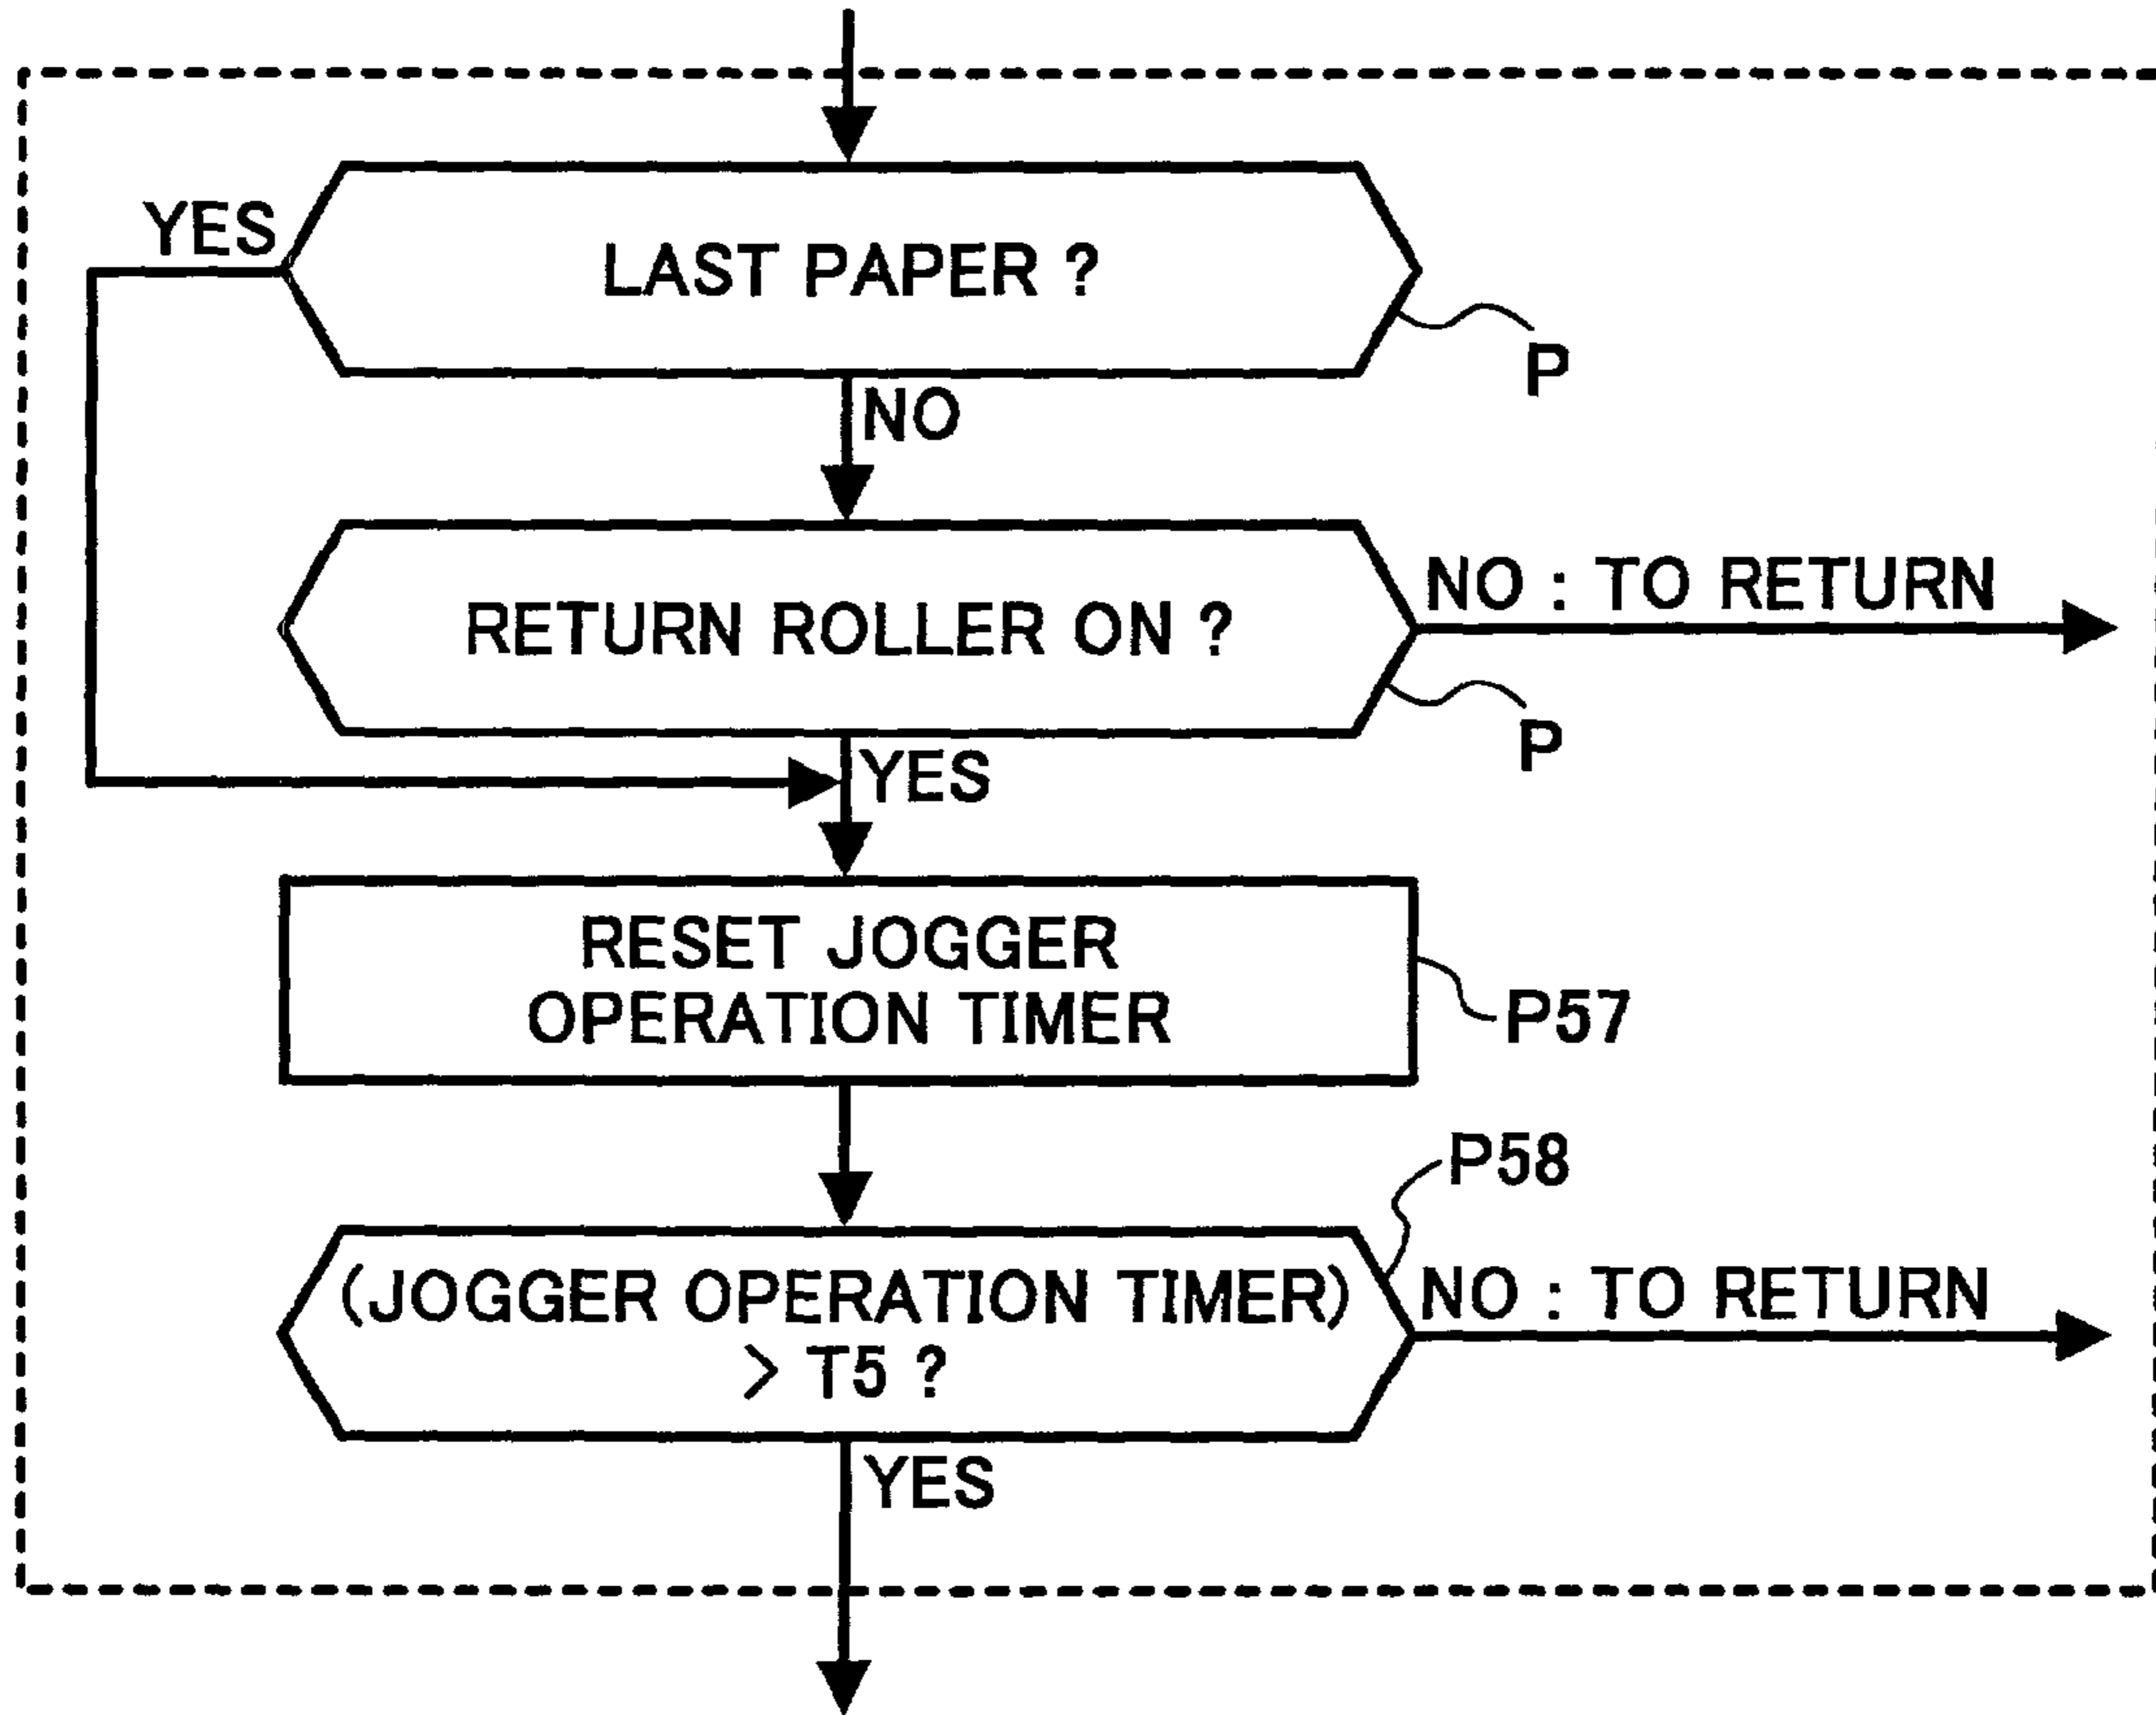 YES
LAST PAPER ?
P
NO
RETURN ROLLER ON ?
NO : TO RETURN
P
YES
RESET JOGGER
OPERATION TIMER
P57
P58
(JOGGER OPERATION TIMER)
> T5 ?
NO : TO RETURN
YES